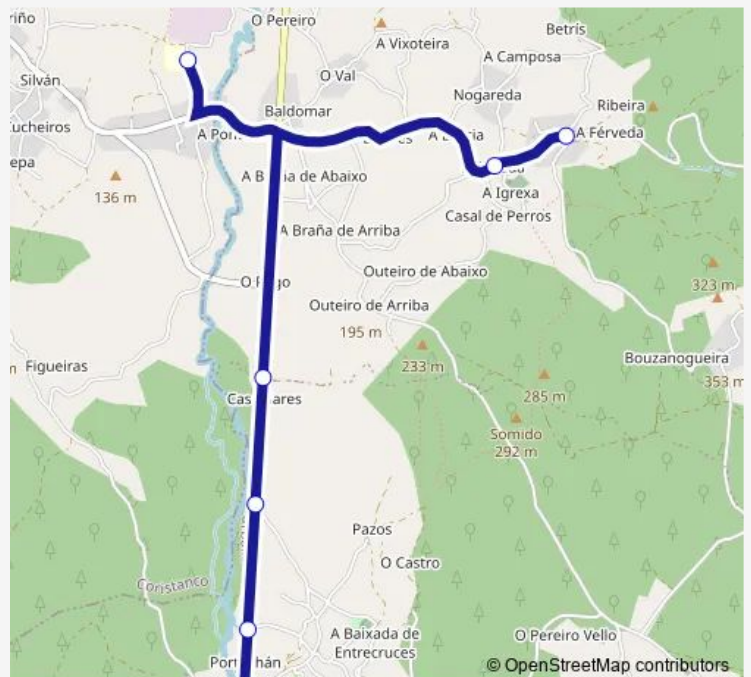 O Pereiro
Betrís
A Vixoteira
A Camposa
Silván
O Val
Nogareda
Baldomar
Ribeira
A Férveda
136 m
de Abaixo
A Igrexa
Casal de Perros
A Braña de Arriba
Outeiro de Abaixo
323 m
Outeiro de Arriba
195 m
Figueiras
233 m
Bouzanogueira
285 m
353 m
Somido
292 m
Pazos
O Castro
Coristanco
A Baixada de
Entrecruces
O Pereiro Vello
© OpenStreetMap contributors